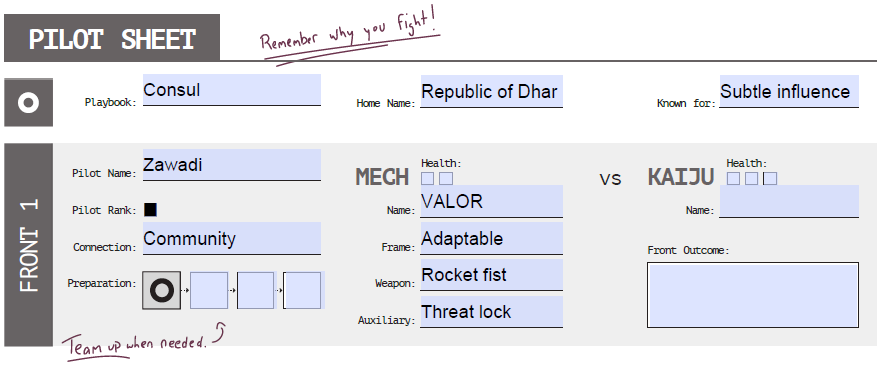 PILOT SHEET
Remember why you fight!
Playbook: Consul
Home Name: Republic of Dhar
Known for: Subtle influence
FRONT 1
Pilot Name: Zawadi
MECH
Health:
VS
KAIJU
Health:
Pilot Rank:
Name: VALOR
Name:
Connection: Community
Frame: Adaptable
Front Outcome:
Preparation:
Weapon: Rocket fist
Auxiliary: Threat lock
Team up when needed.